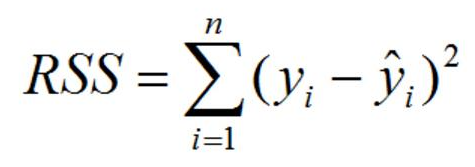 RSS = \sum_{i=1}^{n} (y_i - \hat{y}_i)^2